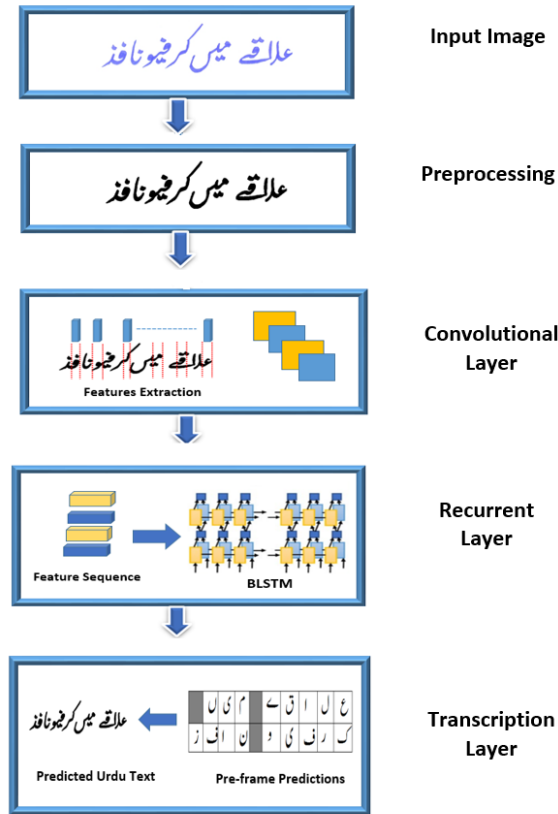 علاقے میں کرفیو نافذ
Input Image
علاقے میں کرفیو نافذ
Preprocessing
علاقے میں کرفیو نافذ
Features Extraction
Convolutional
Layer
Feature Sequence
BLSTM
Recurrent
Layer
علاقے میں کرفیو نافذ
ع ل ا ق ے م ی ں
ک ر ف ی و ن ا ف ز
Predicted Urdu Text
Pre-frame Predictions
Transcription
Layer